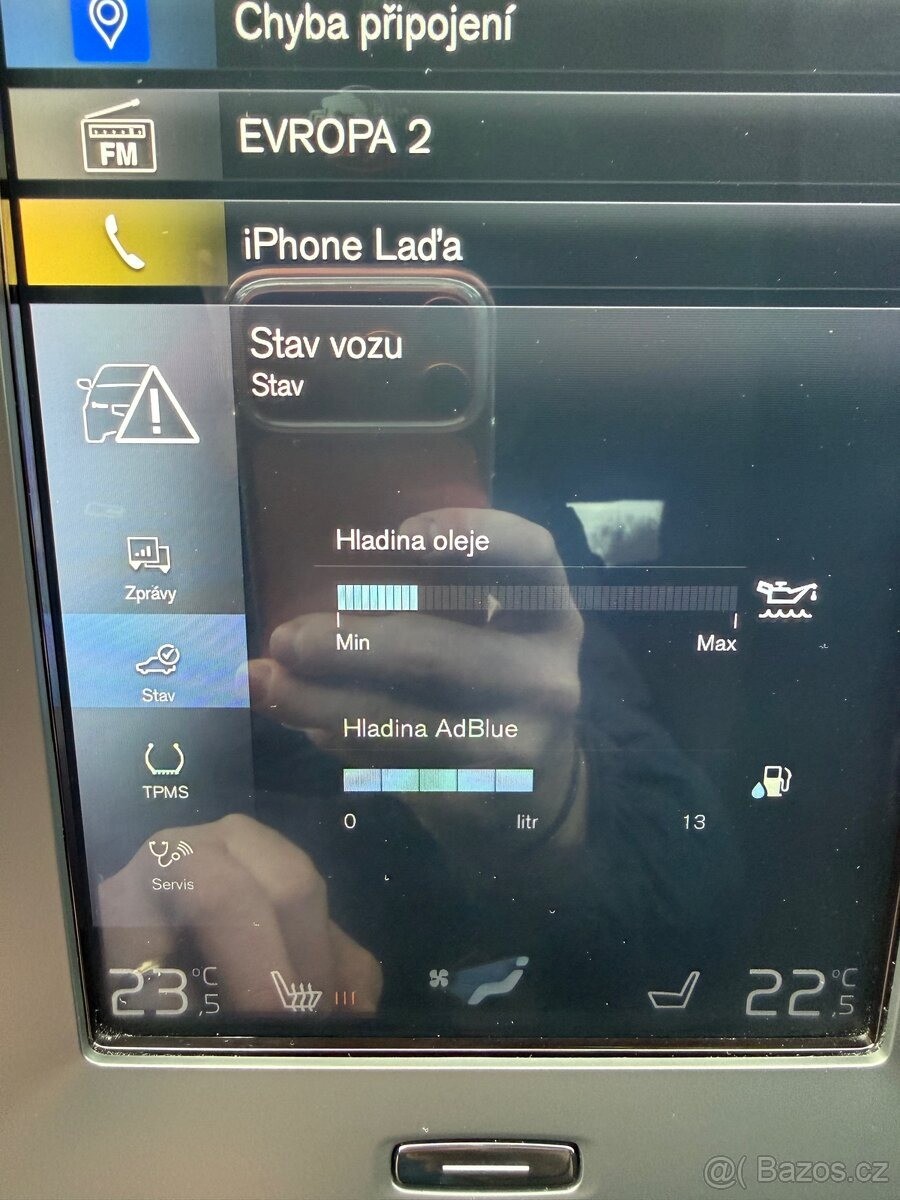 Chyba připojení
FM
EVROPA 2
iPhone Laďa
Stav vozu
Stav
Zprávy
Stav
TPMS
Servis
Hladina oleje
Min Max
Hladina AdBlue
0 litr 13
23,5 °C
22,5 °C
@( Bazos.cz